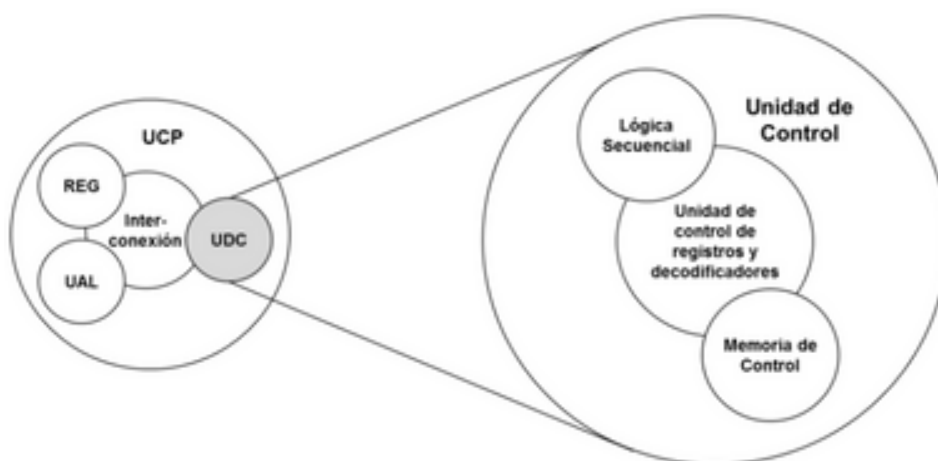 UCP
REG
Inter-
conexión
UDC
UAL
Unidad de
Control
Lógica
Secuencial
Unidad de
control de
registros y
decodificadores
Memoria de
Control